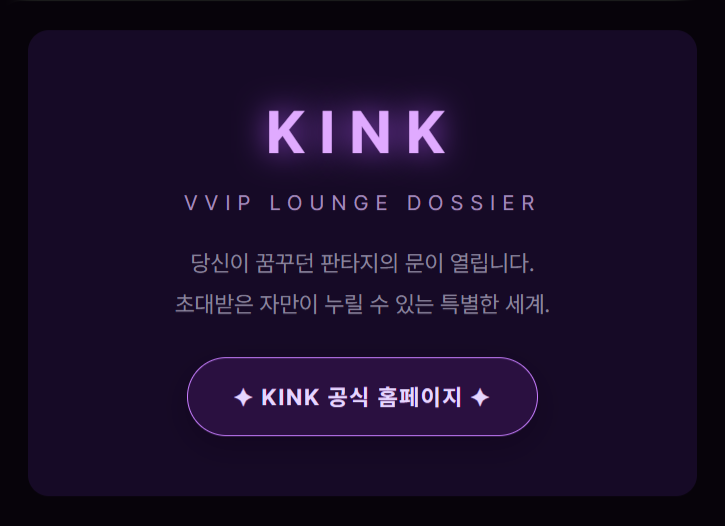 KINK
VVIP LOUNGE DOSSIER
당신이 꿈꾸던 판타지의 문이 열립니다.
초대받은 자만이 누릴 수 있는 특별한 세계.
✦ KINK 공식 홈페이지 ✦